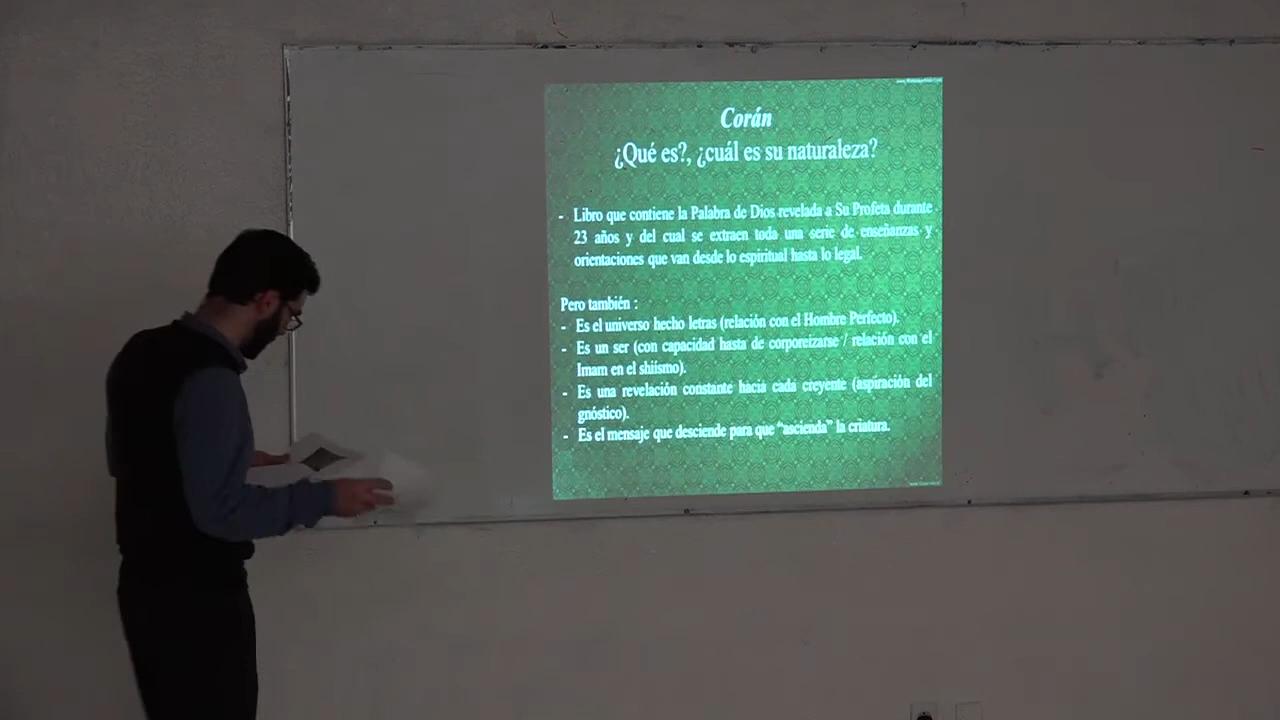 Corán
¿Qué es?, ¿cuál es su naturaleza?
- Libro que contiene la Palabra de Dios revelada a Su Profeta durante
23 años y del cual se extraen toda una serie de enseñanzas y
orientaciones que van desde lo espiritual hasta lo legal.
Pero también :
- Es el universo hecho letras (relación con el Hombre Perfecto).
- Es un ser (con capacidad hasta de corporeizarse / relación con el
Imam en el shiismo).
- Es una revelación constante hacia cada creyente (aspiración del
gnóstico).
- Es el mensaje que desciende para que “ascienda” la criatura.